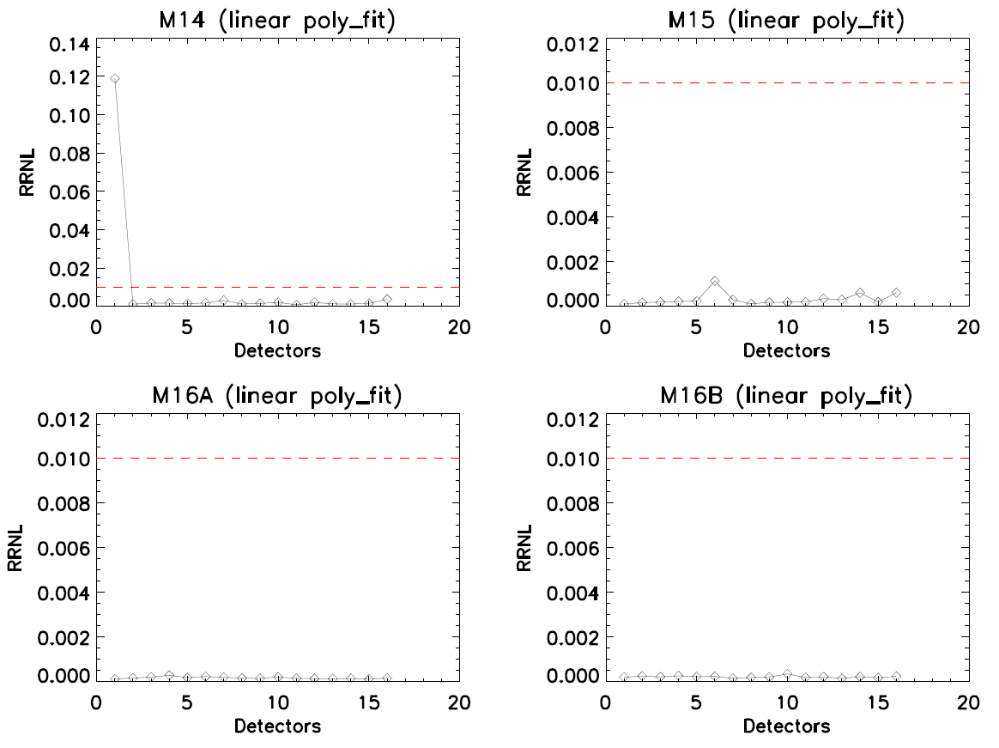 M14 (linear poly_fit)
0.14
0.12
0.10
0.08
0.06
0.04
0.02
0.00
RRNL
0 5 10 15 20
Detectors
M15 (linear poly_fit)
0.012
0.010
0.008
0.006
0.004
0.002
0.000
RRNL
0 5 10 15 20
Detectors
M16A (linear poly_fit)
0.012
0.010
0.008
0.006
0.004
0.002
0.000
RRNL
0 5 10 15 20
Detectors
M16B (linear poly_fit)
0.012
0.010
0.008
0.006
0.004
0.002
0.000
RRNL
0 5 10 15 20
Detectors